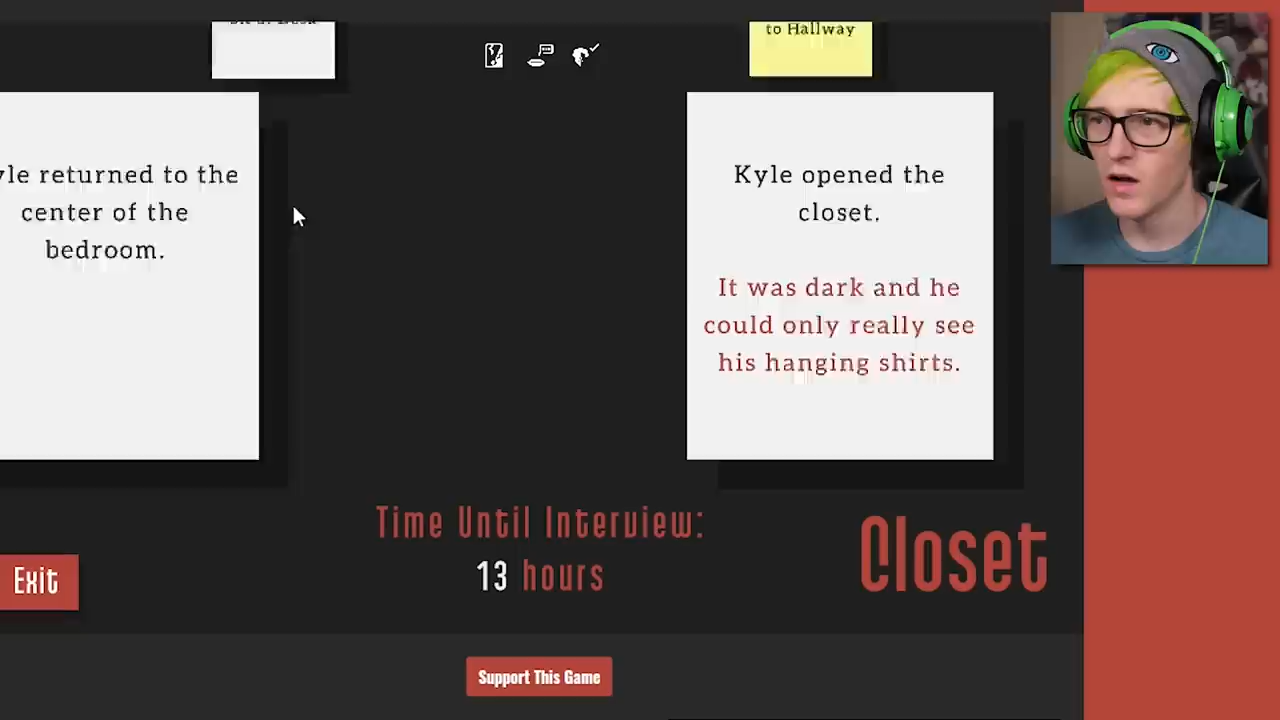 to Hallway
yle returned to the
center of the
bedroom.
Kyle opened the
closet.
It was dark and he
could only really see
his hanging shirts.
Time Until Interview:
13 hours
Closet
Exit
Support This Game